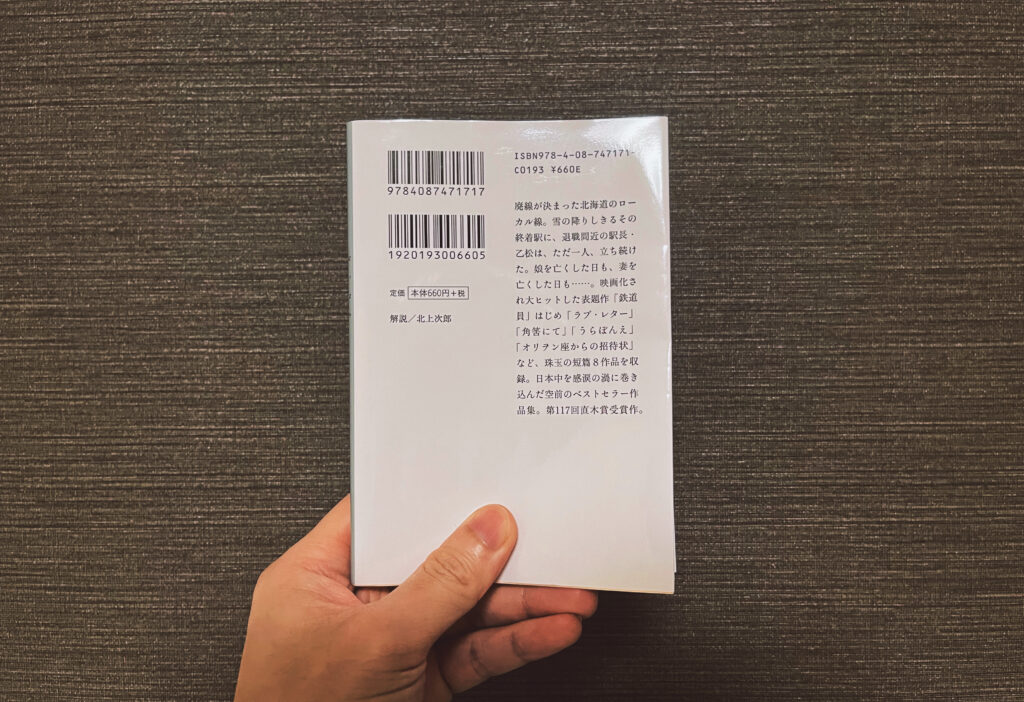 9784087471717
1920193006605
定価 本体660円+税
解説/北上次郎
ISBN978-4-08-747171-
C0193 ¥660E
廃線が決まった北海道のロー
カル線。雪の降りしきるその
終着駅に、退職間近の駅長・
乙松は、ただ一人、立ち続け
た。娘を亡くした日も、妻を
亡くした日も……。映画化さ
れ大ヒットした表題作「鉄道
員」はじめ「ラブ・レター」
「角筈にて」「うらぼんえ」
「オリヲン座からの招待状」
など、珠玉の短篇8作品を収
録。日本中を感涙の渦に巻き
込んだ空前のベストセラー作
品集。第117回直木賞受賞作。